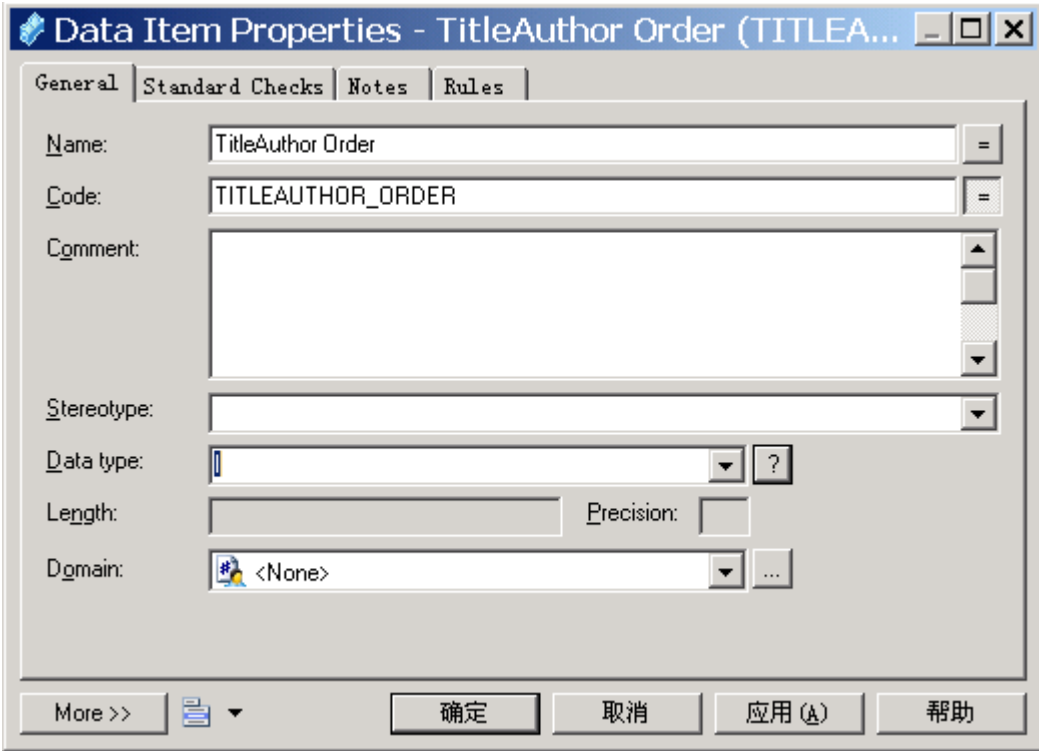 Data Item Properties - TitleAuthor Order (TITLEA...
General Standard Checks Notes Rules
Name: TitleAuthor Order =
Code: TITLEAUTHOR_ORDER =
Comment:
Stereotype:
Data type: ?
Length: Precision:
Domain: <None> ...
More >> 确定 取消 应用(A) 帮助